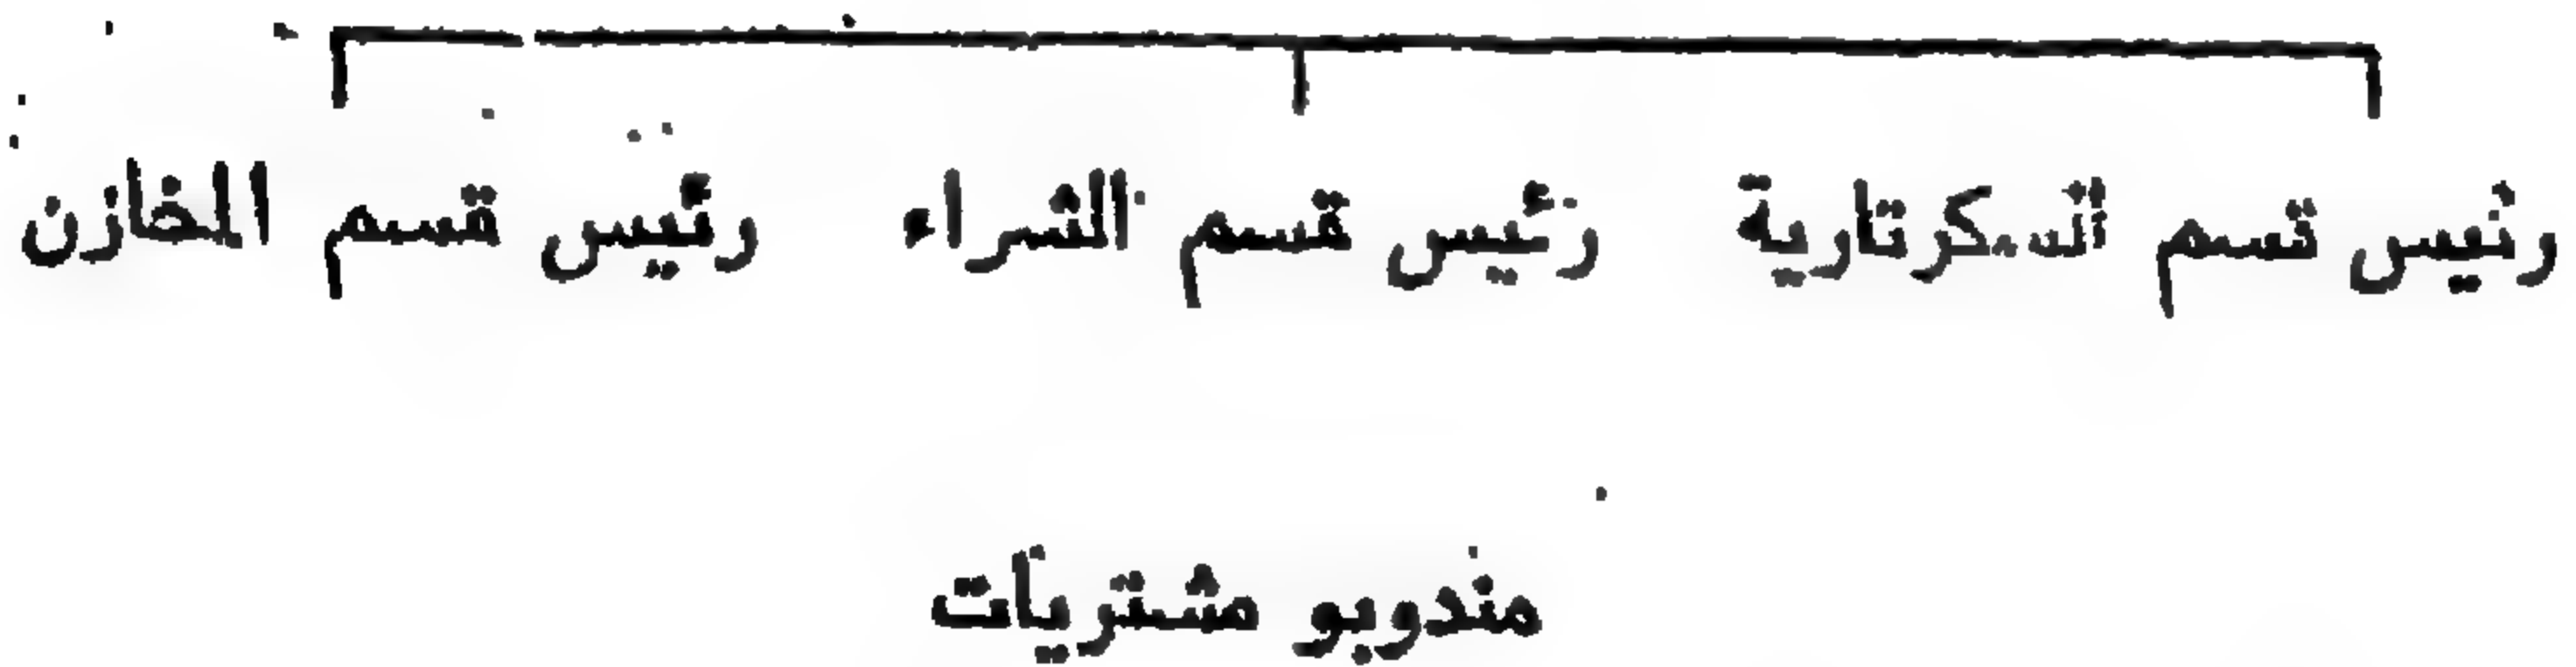 رئيس قسم السكرتارية رئيس قسم الشراء رئيس قسم المخازن
مندوبو مشتريات